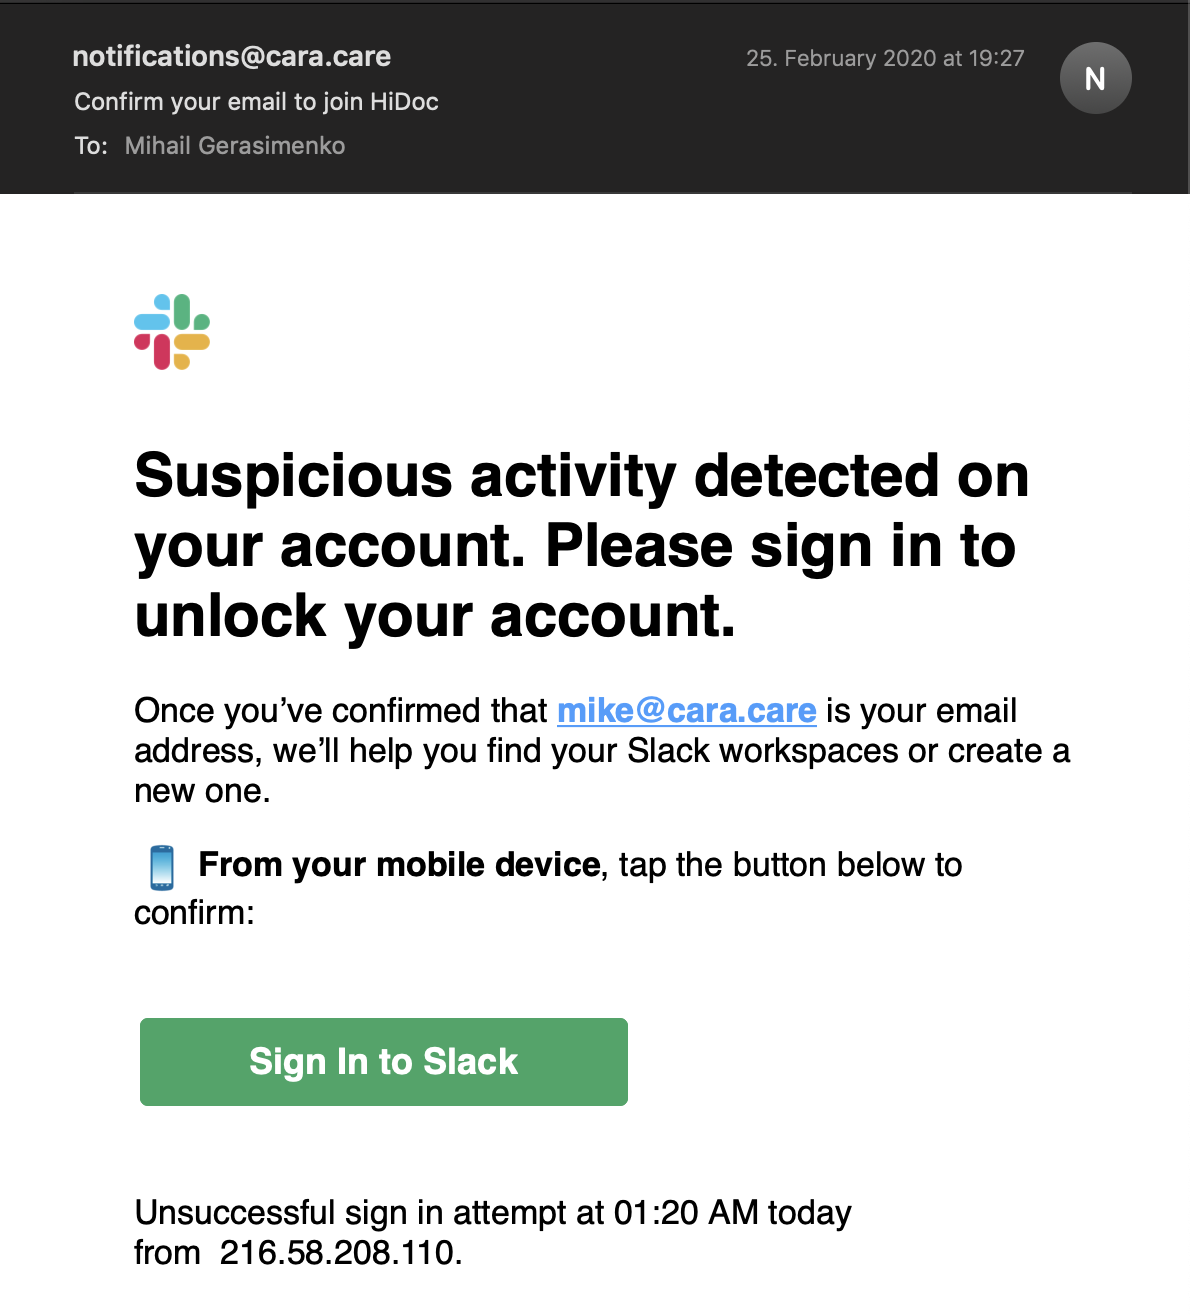 notifications@cara.care
25. February 2020 at 19:27
N
Confirm your email to join HiDoc
To: Mihail Gerasimenko
Suspicious activity detected on
your account. Please sign in to
unlock your account.
Once you’ve confirmed that mike@cara.care is your email
address, we’ll help you find your Slack workspaces or create a
new one.
From your mobile device, tap the button below to
confirm:
Sign In to Slack
Unsuccessful sign in attempt at 01:20 AM today
from  216.58.208.110.